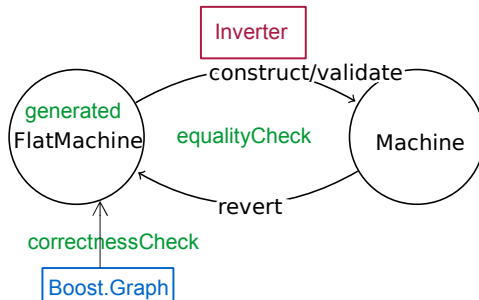 Inverter
construct/validate
generated
FlatMachine
equalityCheck
Machine
revert
correctnessCheck
Boost.Graph